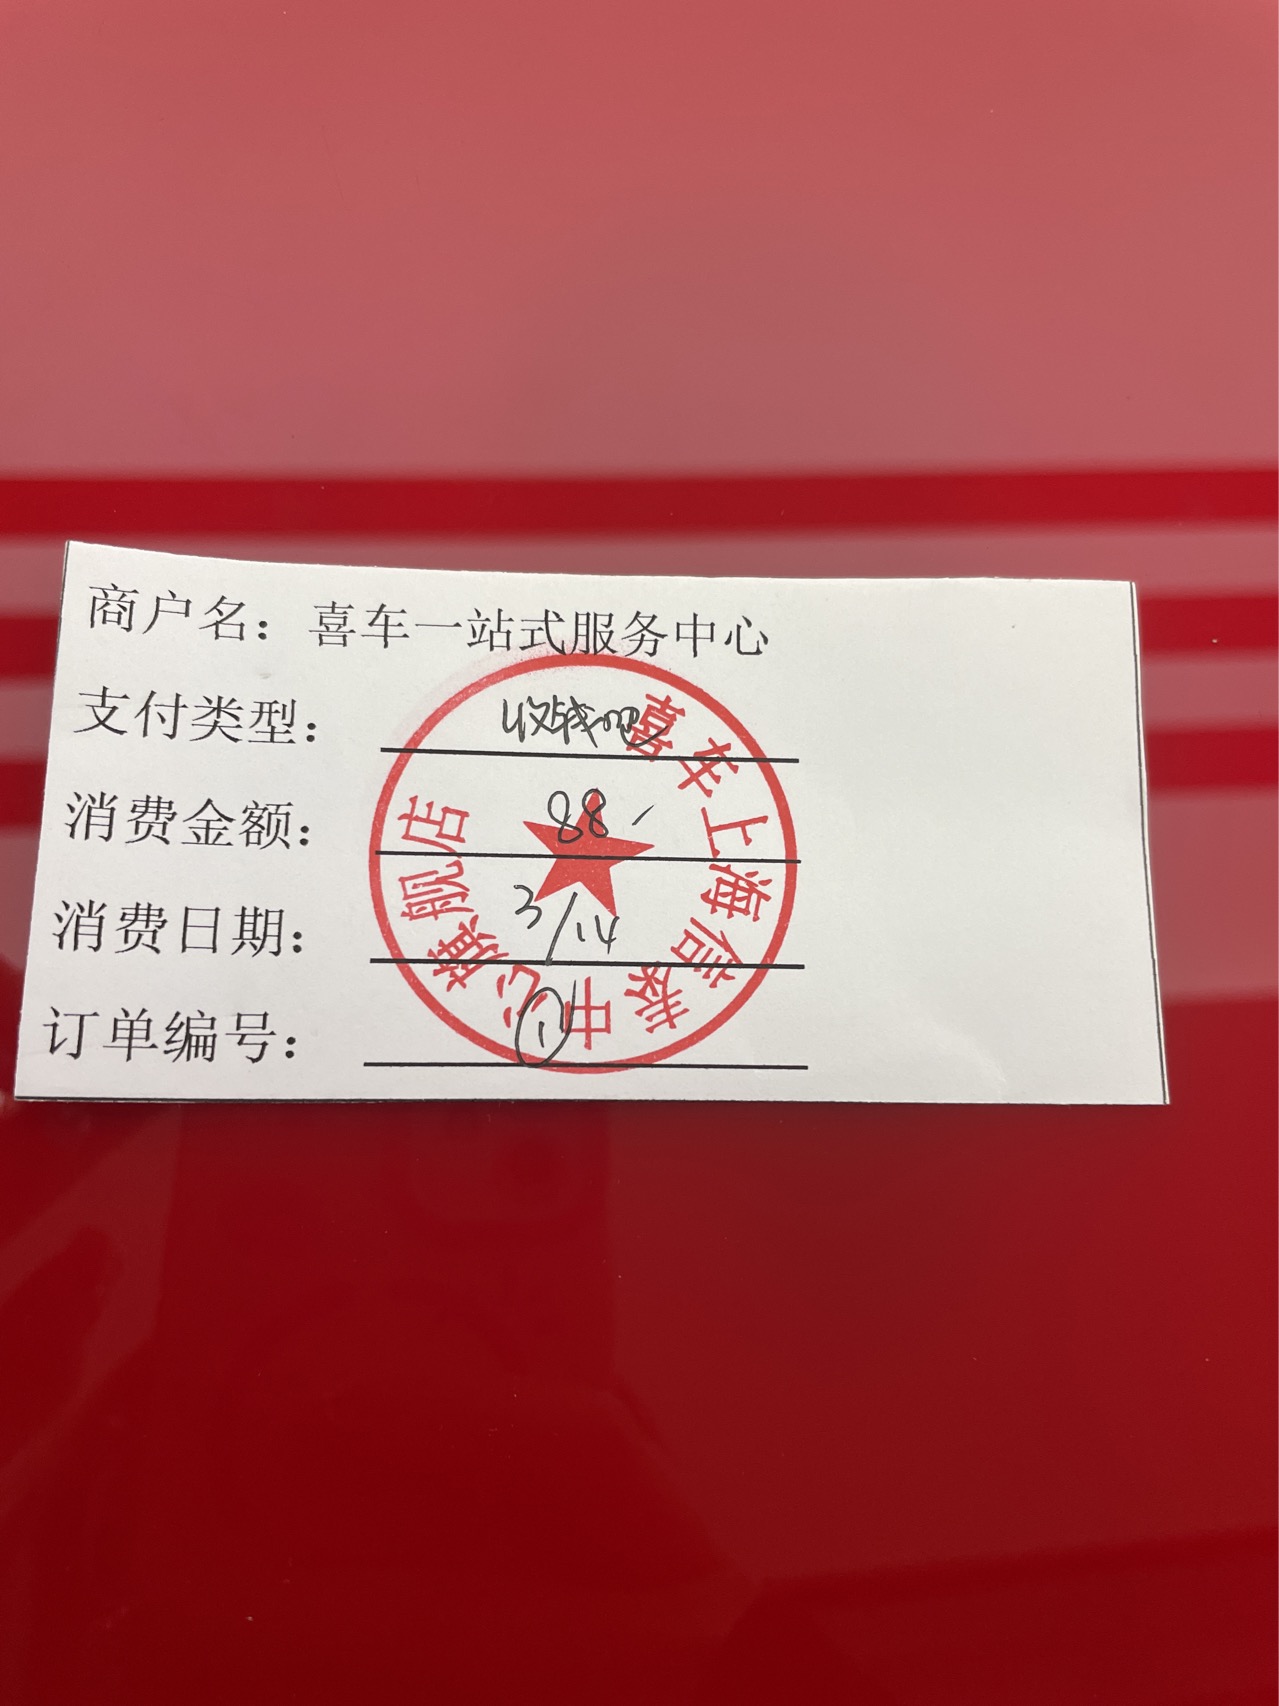 商户名：喜车一站式服务中心
支付类型：收钱吧
消费金额：88
消费日期：3/14
订单编号：①
喜车上海信泰中心旗舰店